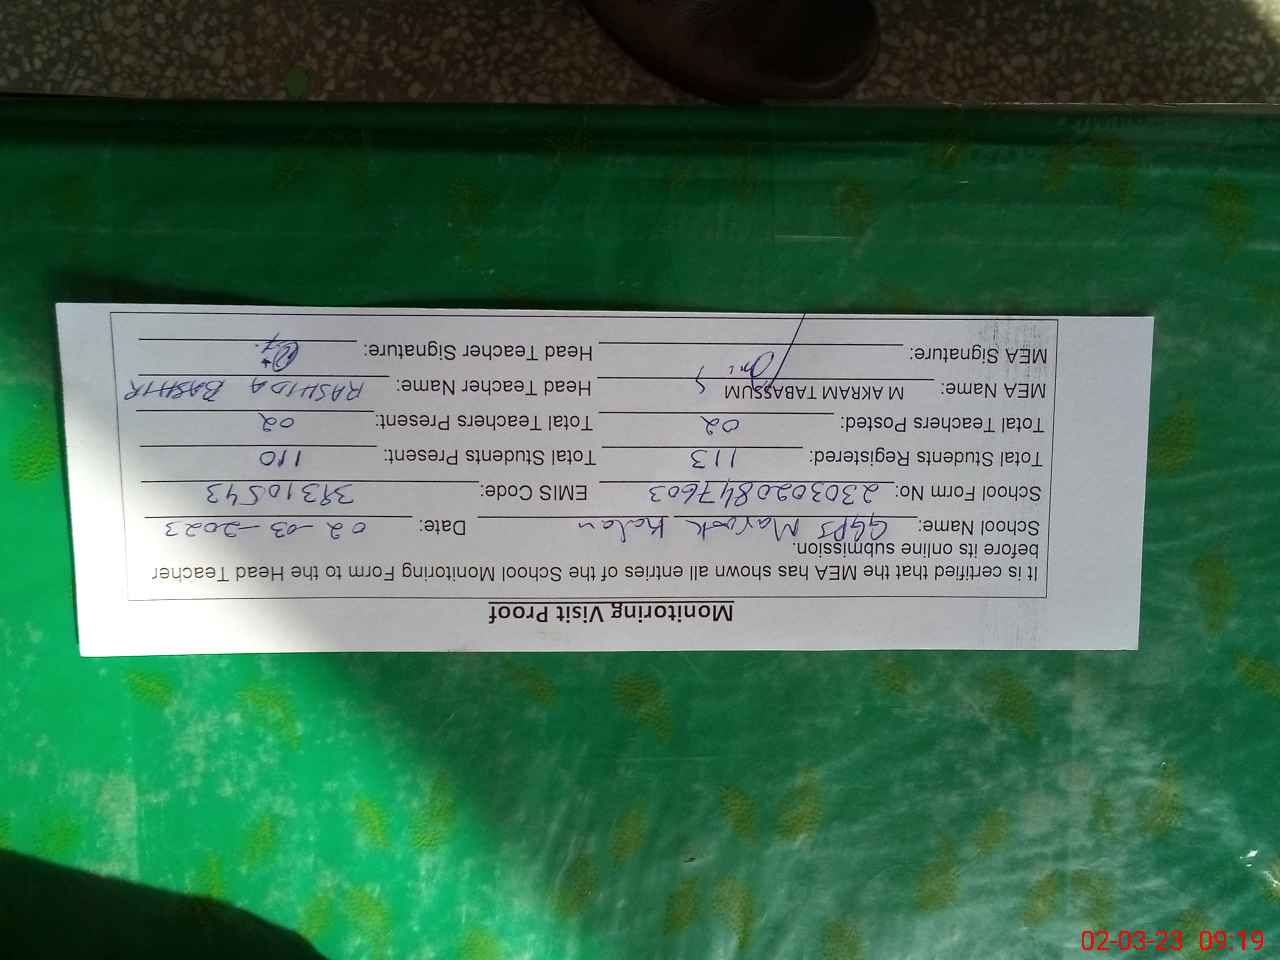 Monitoring Visit Proof
It is certified that the MEA has shown all entries of the School Monitoring Form to the Head Teacher
before its online submission.
School Name: GGPS Marook Kalan Date: 02-03-2023
School Form No: 2303020847603 EMIS Code: 39310543
Total Students Registered: 113 Total Students Present: 110
Total Teachers Posted: 02 Total Teachers Present: 02
MEA Name: M AKRAM TABASSUM Head Teacher Name: RASHIDA BASHIR
MEA Signature: Head Teacher Signature:
02-03-23 09:19